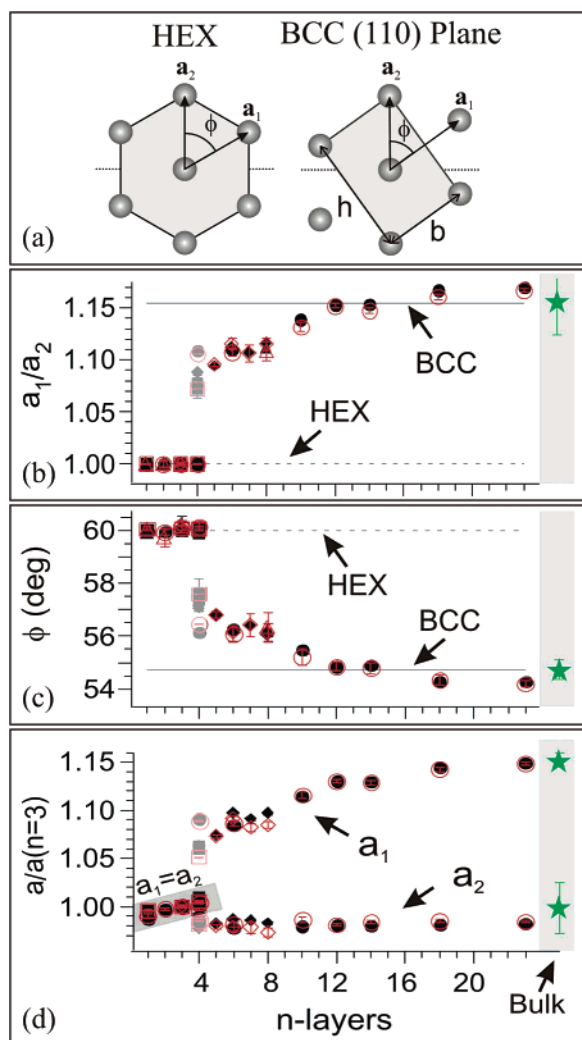 HEX
BCC (110) Plane
a₂
a₁
ϕ
a₂
a₁
ϕ
h
b
(a)
a₁/a₂
1.15
1.10
1.05
1.00
BCC
HEX
(b)
ϕ (deg)
60
58
56
54
HEX
BCC
(c)
a/a(n=3)
1.15
1.10
1.05
1.00
a₁=a₂
a₁
a₂
4
8
12
16
20
Bulk
n-layers
(d)